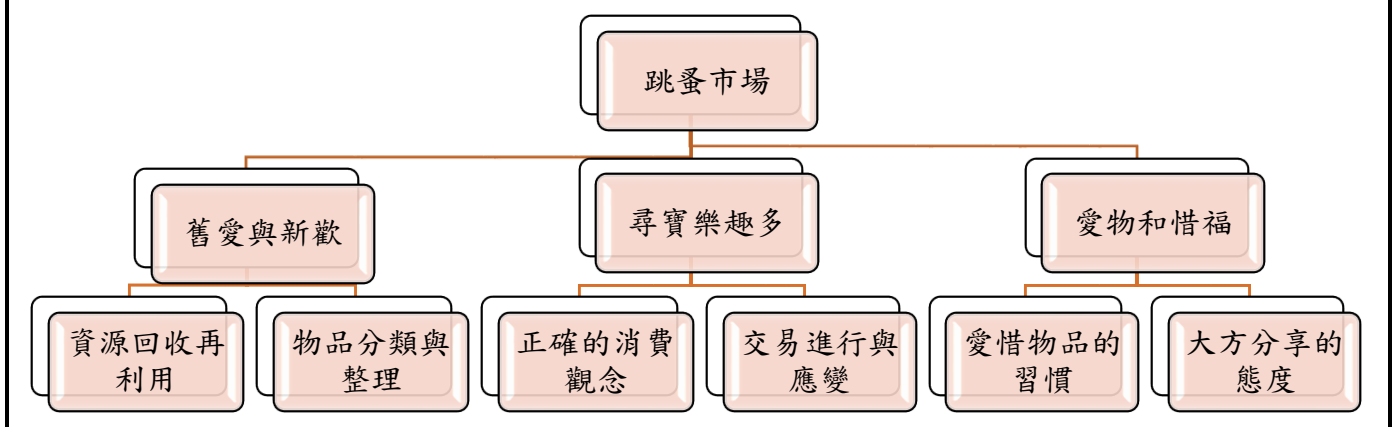 跳蚤市場
舊愛與新歡
尋寶樂趣多
愛物和惜福
資源回收再
利用
物品分類與
整理
正確的消費
觀念
交易進行與
應變
愛惜物品的
習慣
大方分享的
態度